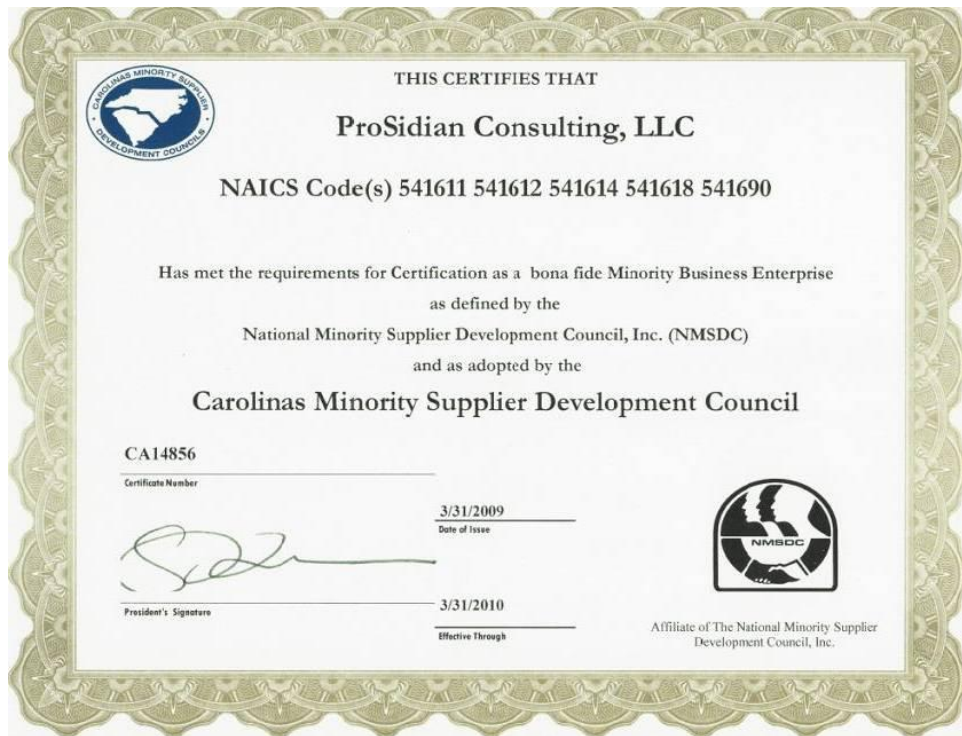 CAROLINAS MINORITY SUPPLIER
DEVELOPMENT COUNCILS
THIS CERTIFIES THAT
ProSidian Consulting, LLC
NAICS Code(s) 541611 541612 541614 541618 541690
Has met the requirements for Certification as a bona fide Minority Business Enterprise
as defined by the
National Minority Supplier Development Council, Inc. (NMSDC)
and as adopted by the
Carolinas Minority Supplier Development Council
CA14856
Certificate Number
3/31/2009
Date of Issue
President's Signature
3/31/2010
Effective Through
NMSDC
Affiliate of The National Minority Supplier
Development Council, Inc.